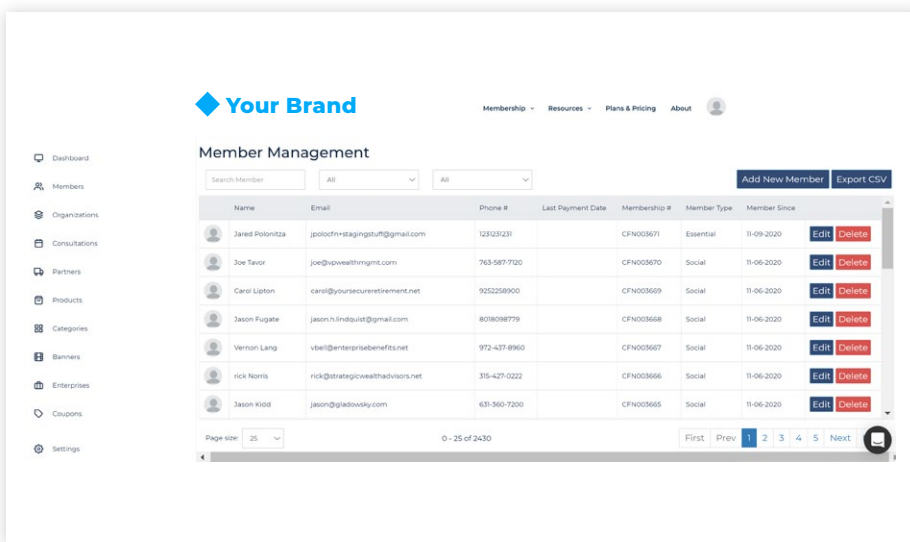 Your Brand
Membership Resources Plans & Pricing About
Dashboard
Members
Organizations
Consultations
Partners
Products
Categories
Banners
Enterprises
Coupons
Settings
Member Management
Search Member All All Add New Member Export CSV
Name Email Phone # Last Payment Date Membership # Member Type Member Since
Jared Polonitza jpolocfn+stagingstuff@gmail.com 1231231231 CFN003671 Essential 11-09-2020 Edit Delete
Joe Tavor joe@vpwealthmgmt.com 763-587-7120 CFN003670 Social 11-06-2020 Edit Delete
Carol Lipton carol@yoursecureretirement.net 9252258900 CFN003669 Social 11-06-2020 Edit Delete
Jason Fugate jason.h.lindquist@gmail.com 8018098779 CFN003668 Social 11-06-2020 Edit Delete
Vernon Lang vbell@enterprisebenefits.net 972-437-8960 CFN003667 Social 11-06-2020 Edit Delete
rick Norris rick@strategicwealthadvisors.net 315-427-0222 CFN003666 Social 11-06-2020 Edit Delete
Jason Kidd jason@gladowsky.com 631-360-7200 CFN003665 Social 11-06-2020 Edit Delete
Page size: 25 0 - 25 of 2430 First Prev 1 2 3 4 5 Next